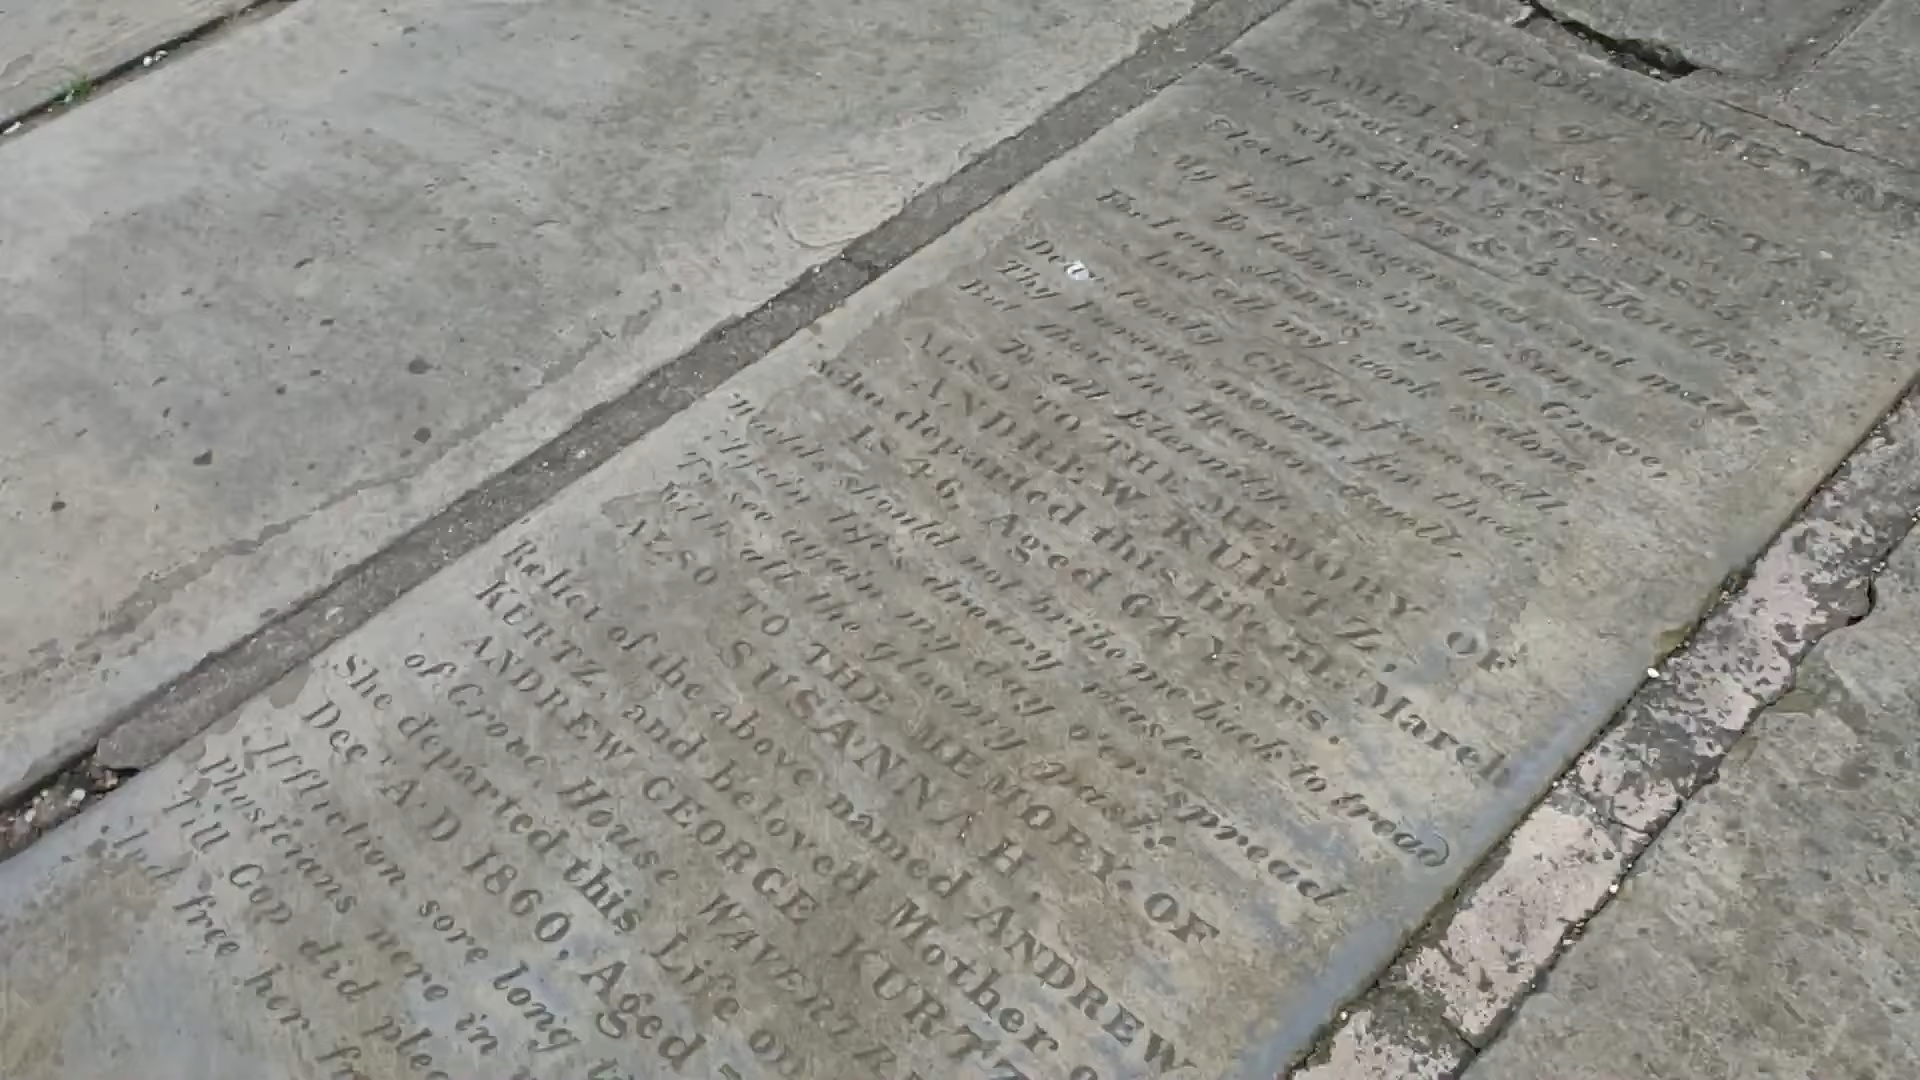 SACRED to the MEMORY
of
AMELIA AUGUSTA
Daughter of Andrew & Susannah Kurtz
who died 26 Oct. 1835
Aged 5 Years & 5 Months.
My little fingers were not made,
To labour in the Sun,
For I am sleeping in the Grave,
And all my work is done.
Dear lovely Child farewell,
Thy Parents mourn for thee,
But thou in Heaven dwell,
To all Eternity.
ALSO TO THE MEMORY OF
ANDREW KURTZ,
who departed this life March
1846, Aged 64 Years.
Worlds should not bribe me back to tread
Again life's dreary waste
To see again my day o'er spread
With all the gloomy past
ALSO TO THE MEMORY OF
SUSANNAH,
Relict of the above named ANDREW
KURTZ, and beloved Mother
ANDREW GEORGE KURTZ
of Grove House
She departed this Life on
Dec. A.D 1860, Aged
Affliction sore long
Physicians were in
Till GOD did
And free her